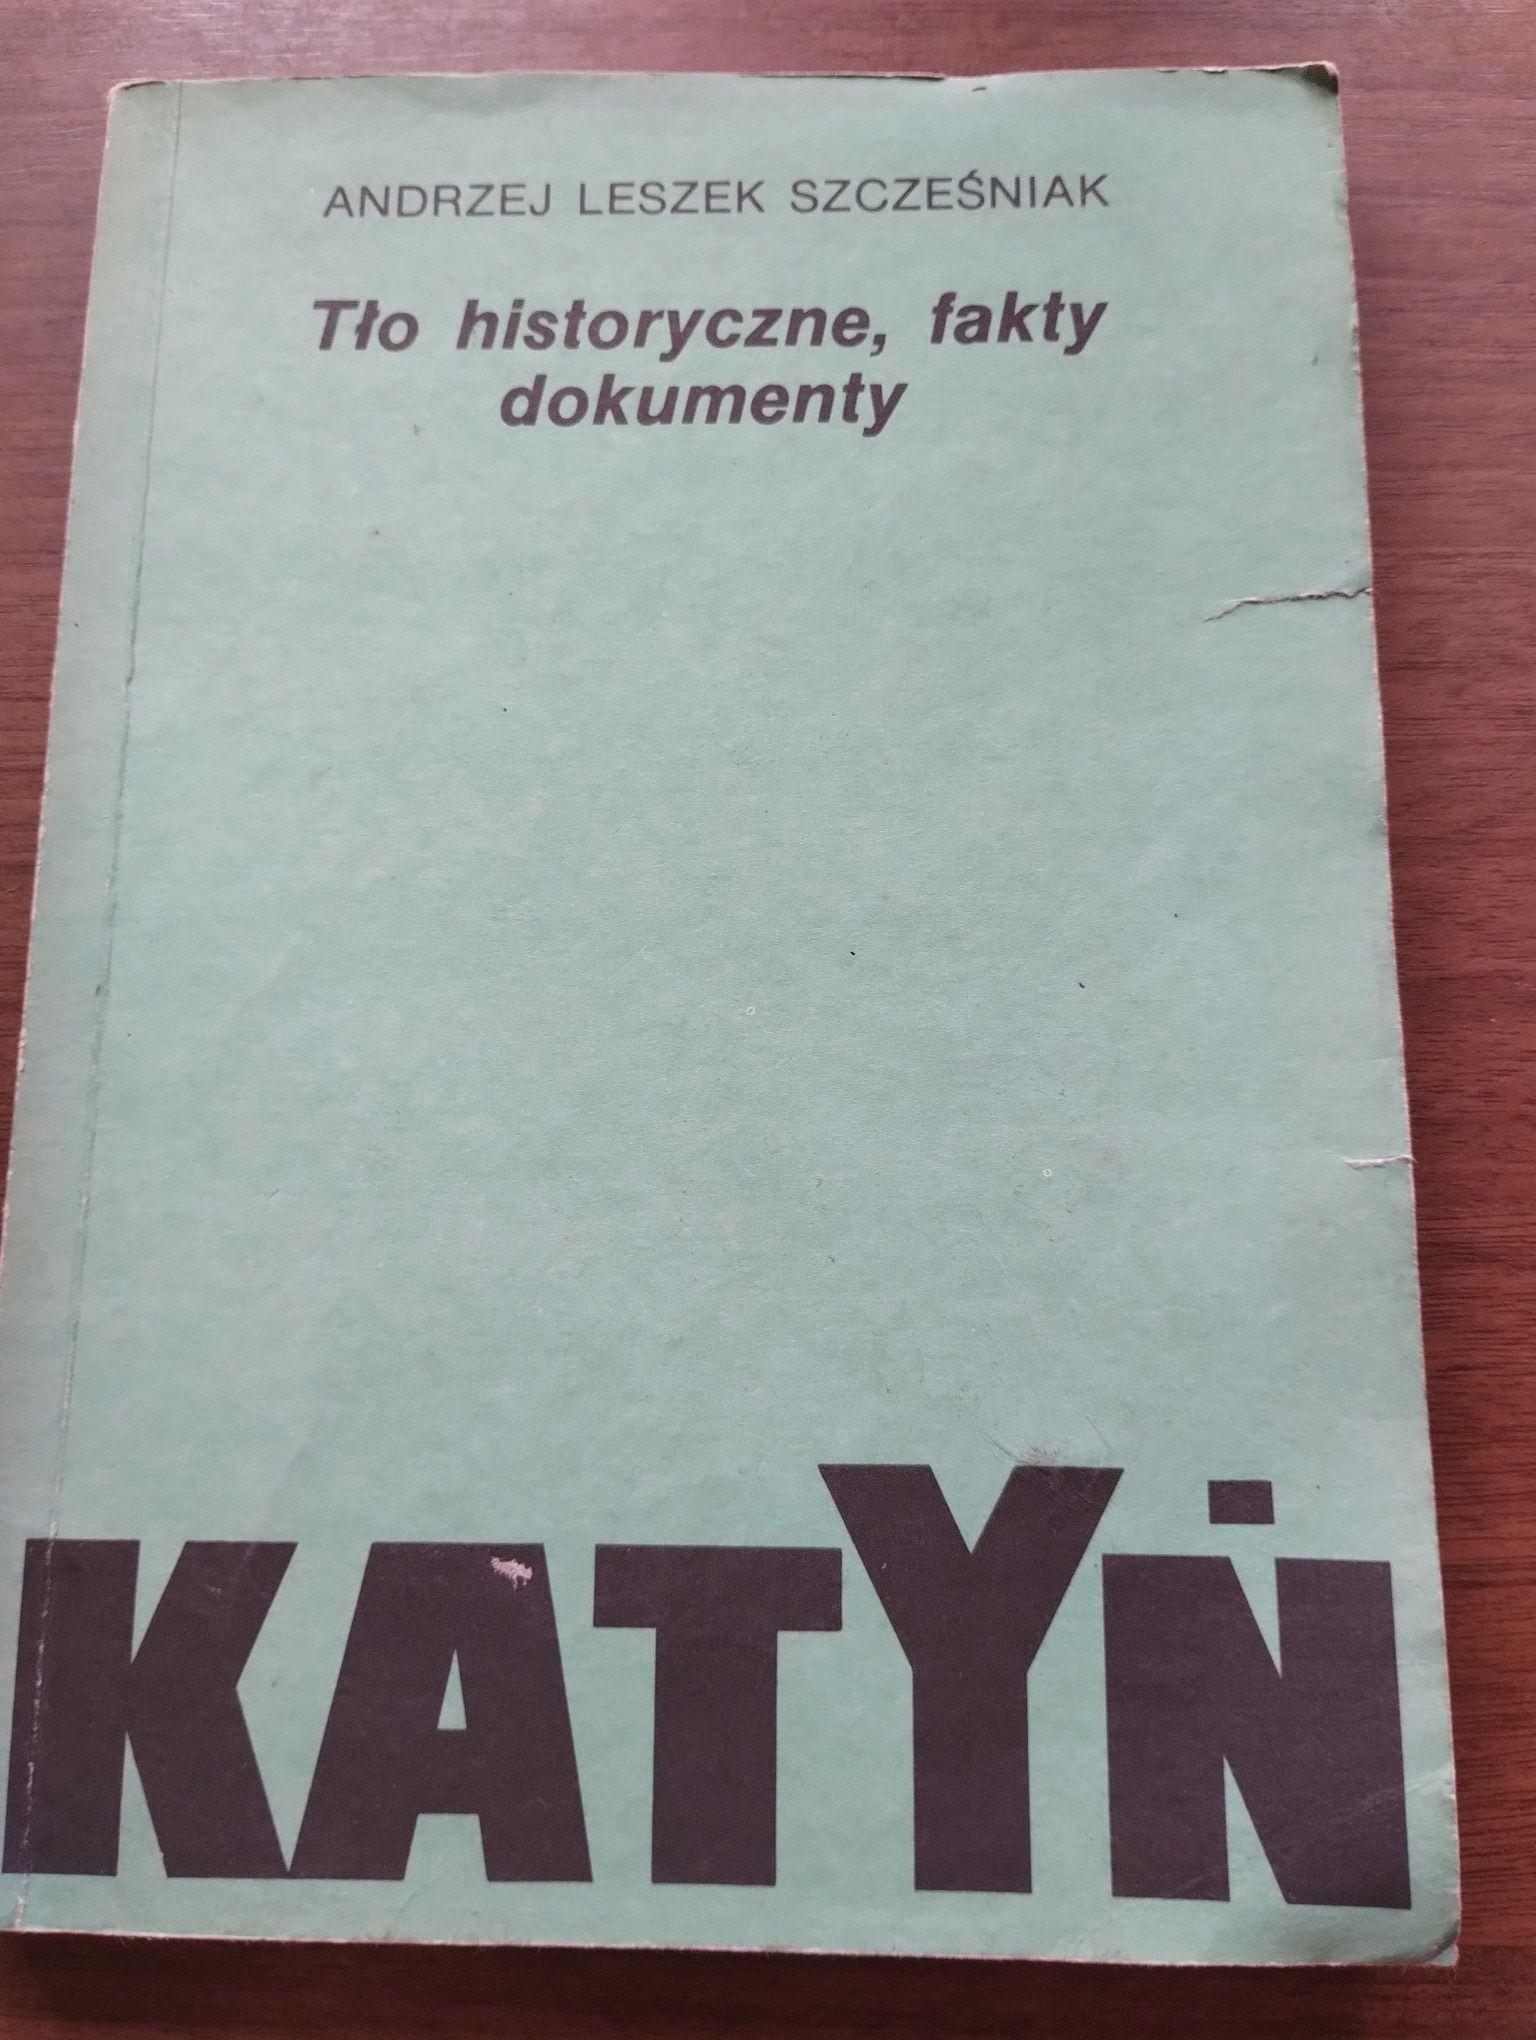 ANDRZEJ LESZEK SZCZEŚNIAK
Tło historyczne, fakty
dokumenty
KATYŃ